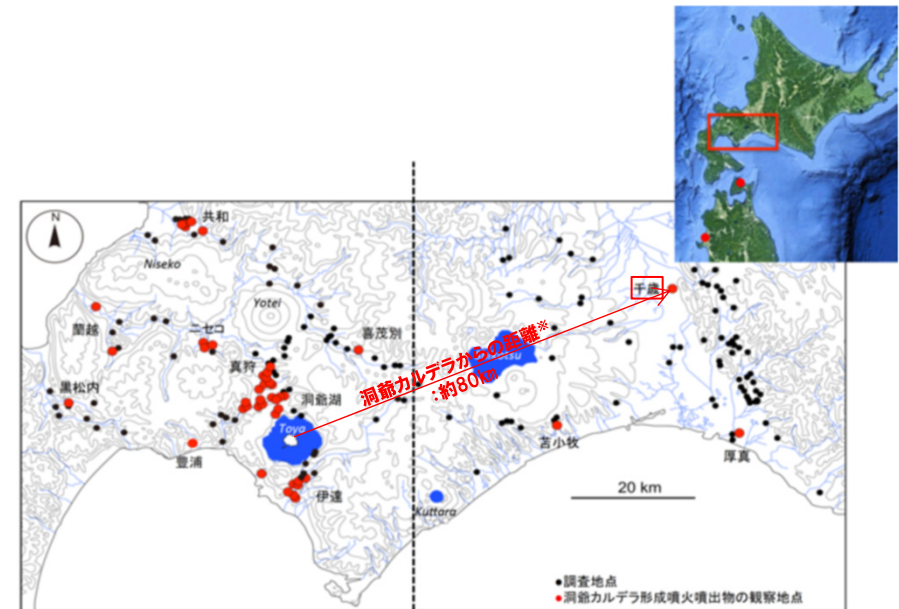 N
共和
Niseko
千歳
Yotei
蘭越
ニセコ
喜茂別
洞爺カルデラからの距離※
:約80km
真狩
黒松内
洞爺湖
Toya
苫小牧
豊浦
厚真
伊達
20 km
Kuttara
●調査地点
●洞爺カルデラ形成噴火噴出物の観察地点